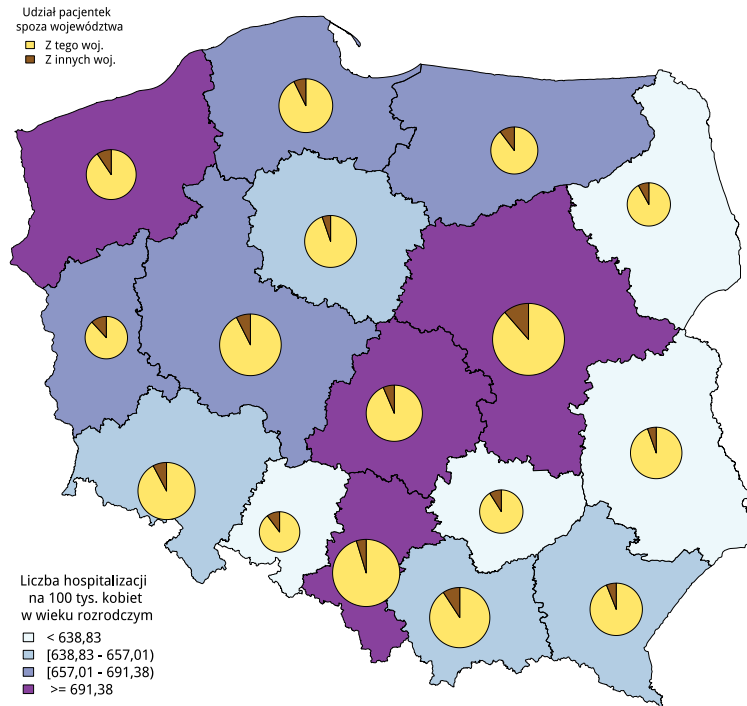 Udział pacjentek
spoza województwa
Z tego woj.
Z innych woj.
Liczba hospitalizacji
na 100 tys. kobiet
w wieku rozrodczym
< 638,83
[638,83 - 657,01)
[657,01 - 691,38)
>= 691,38